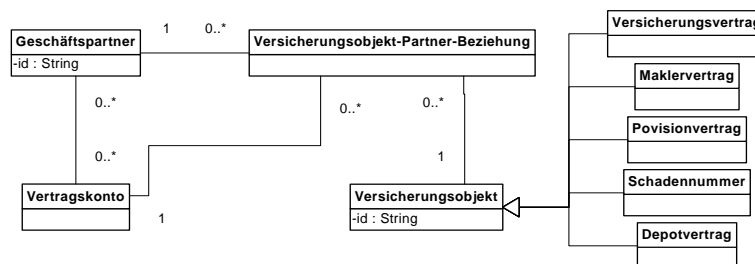 Versicherungsvertrag
Geschäftspartner
1
0..*
Versicherungsobjekt-Partner-Beziehung
-id : String
Maklervertrag
0..*
0..*
0..*
Povisionvertrag
0..*
1
Schadennummer
Vertragskonto
Versicherungsobjekt
1
-id : String
Depotvertrag